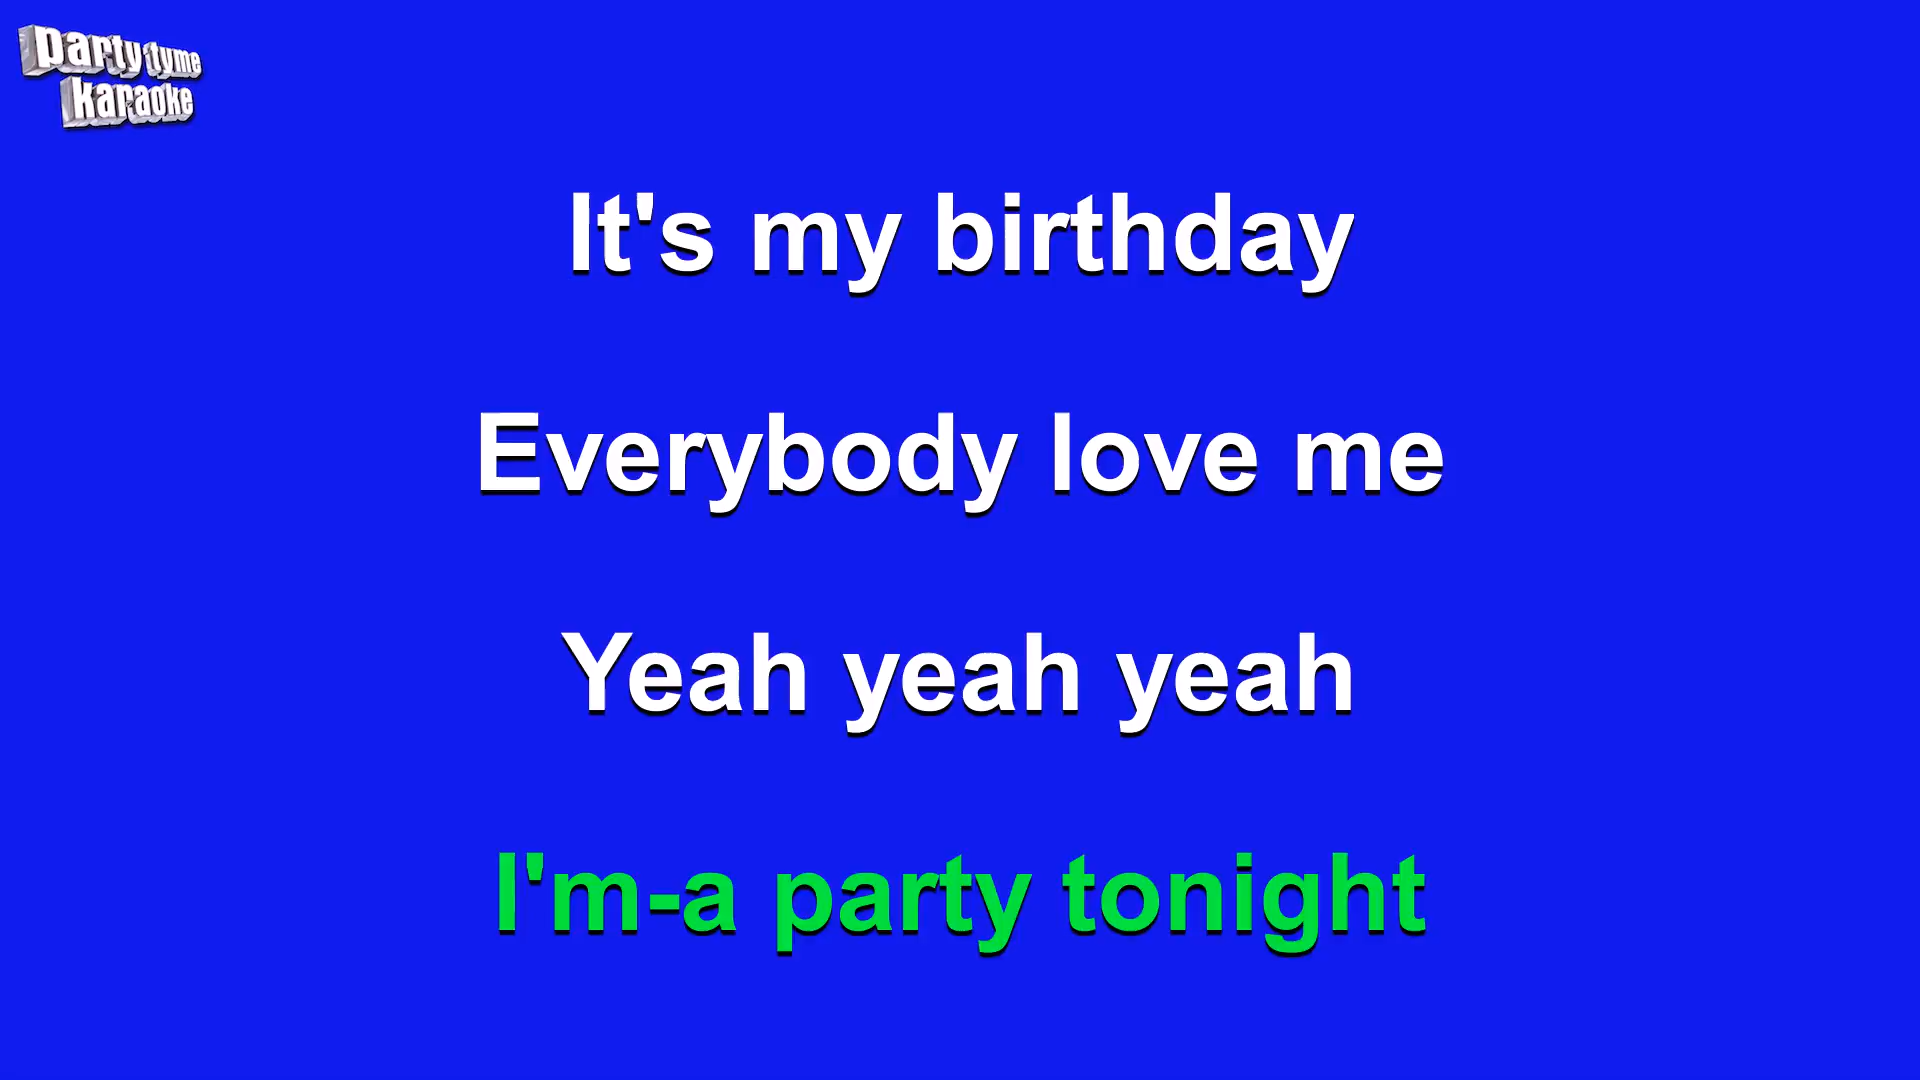 party tyme
karaoke
It's my birthday
Everybody love me
Yeah yeah yeah
I'm-a party tonight